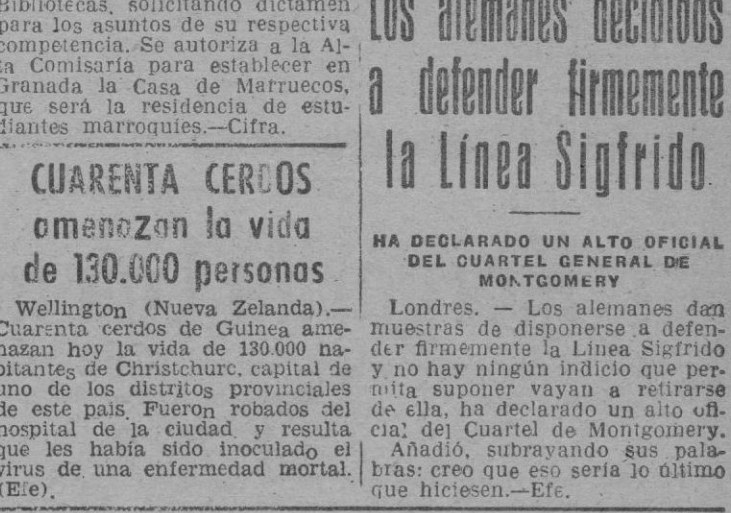 Bibliotecas, solicitando dictamen
para los asuntos de su respectiva
competencia. Se autoriza a la Al-
ta Comisaría para establecer en
Granada la Casa de Marruecos,
que será la residencia de estu-
diantes marroquíes.—Cifra.
CUARENTA CERDOS
amenazan la vida
de 130.000 personas
Wellington (Nueva Zelanda).—
Cuarenta cerdos de Guinea ame-
nazan hoy la vida de 130.000 ha-
bitantes de Christchurc, capital de
uno de los distritos provinciales
de este país. Fueron robados del
hospital de la ciudad y resulta
que les había sido inoculado el
virus de una enfermedad mortal.
(Efe).
Los alemanes decididos
a defender firmemente
la Línea Sigfrido
HA DECLARADO UN ALTO OFICIAL
DEL CUARTEL GENERAL DE
MONTGOMERY
Londres. — Los alemanes dan
muestras de disponerse a defen-
der firmemente la Línea Sigfrido
y no hay ningún indicio que per-
mita suponer vayan a retirarse
de ella, ha declarado un alto ofi-
cial del Cuartel de Montgomery.
Añadió, subrayando sus pala-
bras: creo que eso sería lo último
que hiciesen.—Efe.